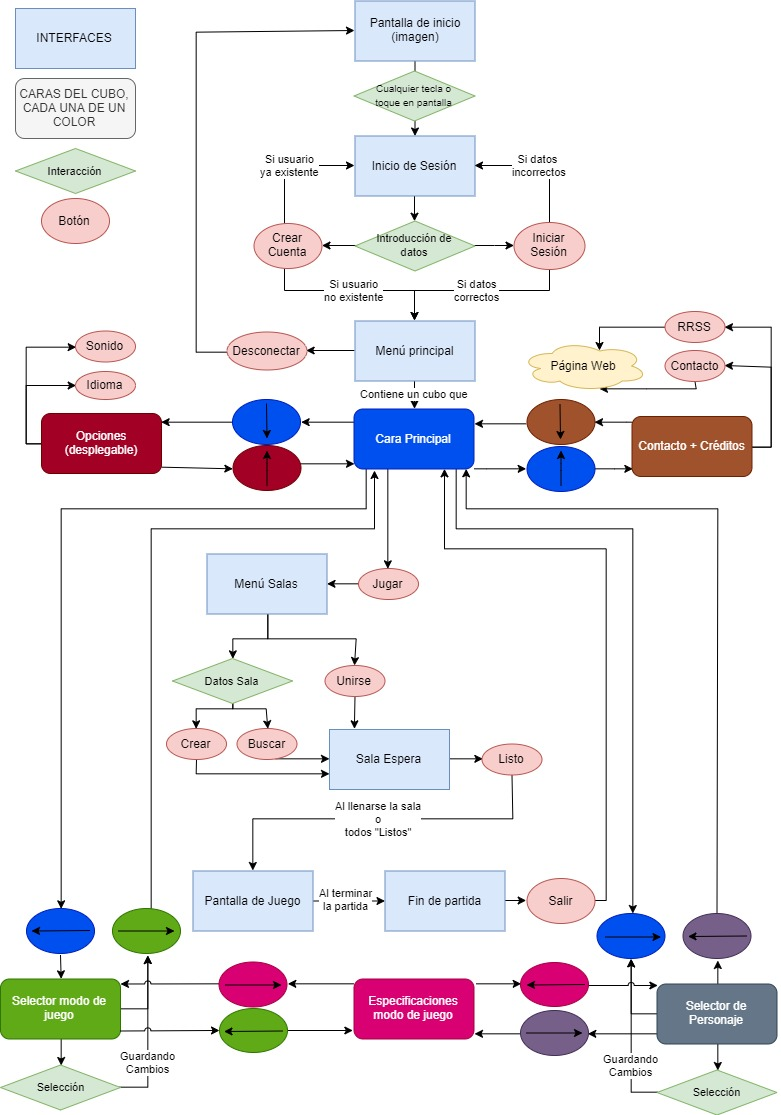 INTERFACES
CARAS DEL CUBO,
CADA UNA DE UN
COLOR
Interacción
Botón
Pantalla de inicio
(imagen)
Cualquier tecla o
toque en pantalla
Si usuario
ya existente
Inicio de Sesión
Si datos
incorrectos
Crear
Cuenta
Introducción de
datos
Iniciar
Sesión
Si usuario
no existente
Si datos
correctos
Desconectar
Menú principal
RRSS
Página Web
Contacto
Sonido
Idioma
Contiene un cubo que
Opciones
(desplegable)
Cara Principal
Contacto + Créditos
Menú Salas
Jugar
Datos Sala
Unirse
Crear
Buscar
Sala Espera
Listo
Al llenarse la sala
o
todos "Listos"
Pantalla de Juego
Al terminar
la partida
Fin de partida
Salir
Selector modo de
juego
Especificaciones
modo de juego
Selector de
Personaje
Guardando
Cambios
Guardando
Cambios
Selección
Selección